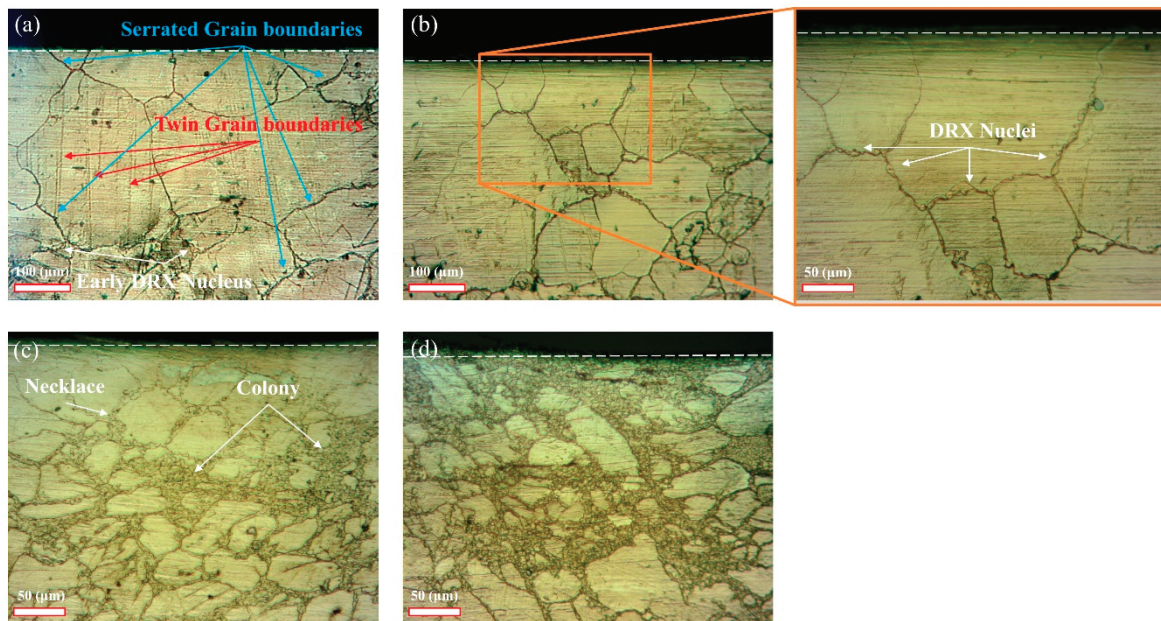 (a)
Serrated Grain boundaries
Twin Grain boundaries
Early DRX Nucleus
100 (μm)
(b)
100 (μm)
DRX Nuclei
50 (μm)
(c)
Necklace
Colony
50 (μm)
(d)
50 (μm)